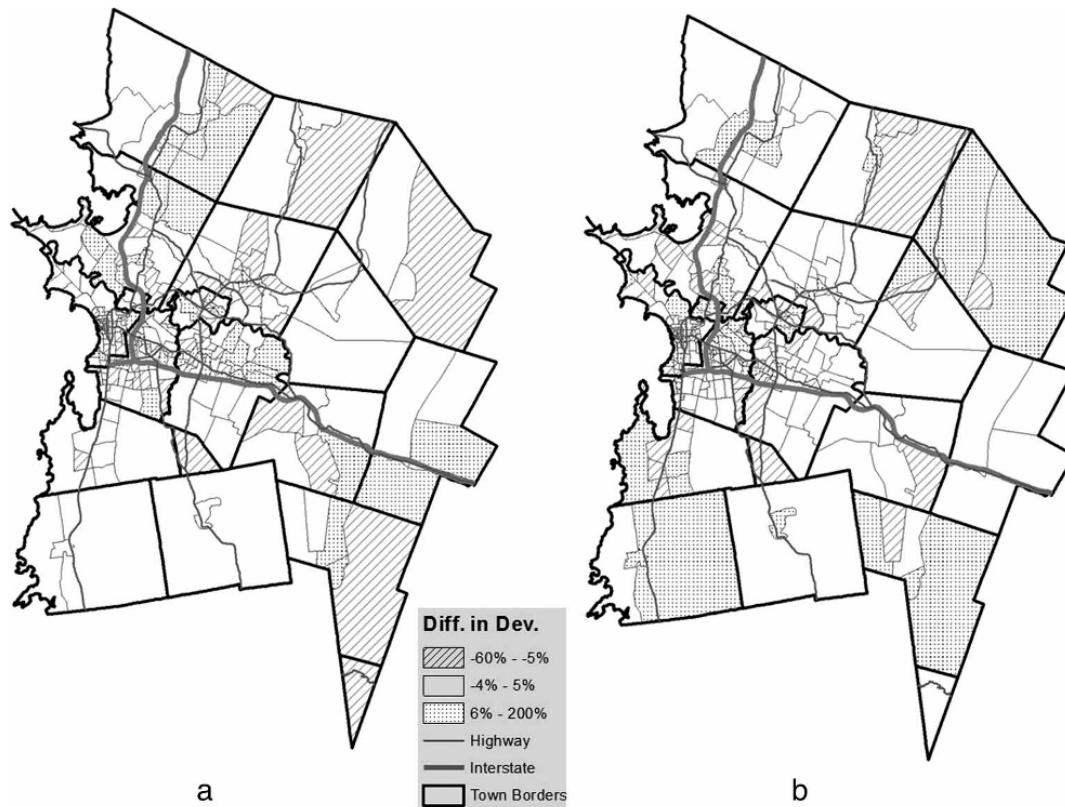 Diff. in Dev.
-60% - -5%
-4% - 5%
6% - 200%
Highway
Interstate
Town Borders
a
b